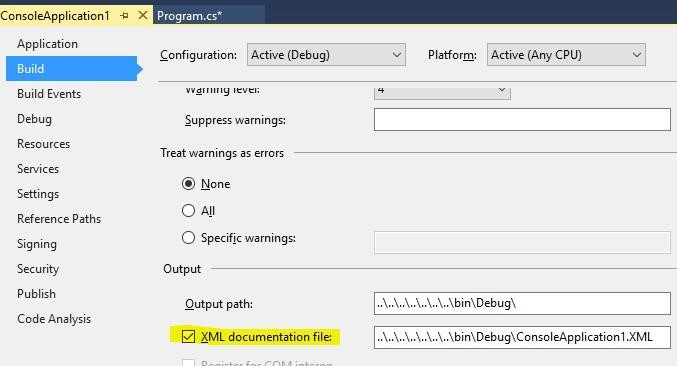 ConsoleApplication1 Program.cs*
Application
Build
Build Events
Debug
Resources
Services
Settings
Reference Paths
Signing
Security
Publish
Code Analysis
Configuration: Active (Debug) Platform: Active (Any CPU)
Warning level: 4
Suppress warnings:
Treat warnings as errors
None
All
Specific warnings:
Output
Output path: ..\..\..\..\..\..\..\bin\Debug\
XML documentation file: ..\..\..\..\..\..\..\bin\Debug\ConsoleApplication1.XML
Register for COM interop